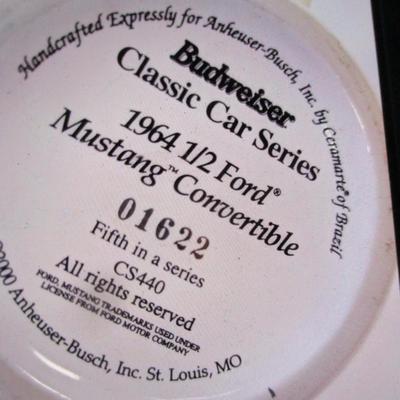 Handcrafted Expressly for Anheuser-Busch, Inc. by Ceramarte® of Brazil
Budweiser
Classic Car Series
1964 1/2 Ford®
Mustang™ Convertible
01622
Fifth in a series
CS440
All rights reserved
FORD, MUSTANG TRADEMARKS USED UNDER
LICENSE FROM FORD MOTOR COMPANY
©2000 Anheuser-Busch, Inc. St. Louis, MO